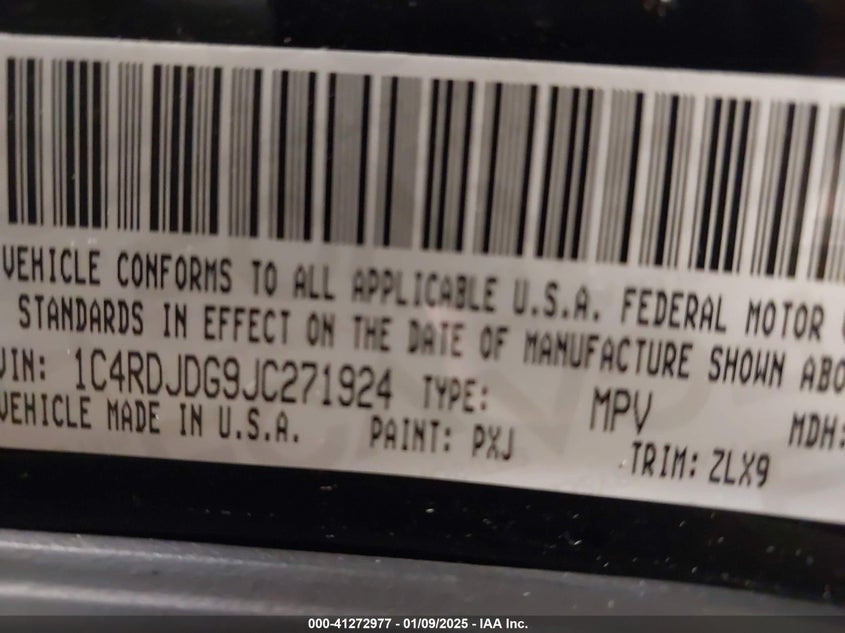 VEHICLE CONFORMS TO ALL APPLICABLE U.S.A. FEDERAL MOTOR
STANDARDS IN EFFECT ON THE DATE OF MANUFACTURE SHOWN ABO
VIN: 1C4RDJDG9JC271924 TYPE: MPV MDH:
VEHICLE MADE IN U.S.A. PAINT: PXJ TRIM: ZLX9
000-41272977 - 01/09/2025 - IAA Inc.